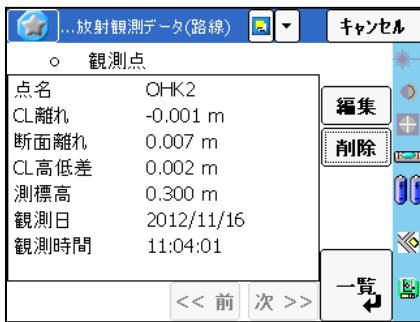 ...放射観測データ(路線)
キャンセル
観測点
点名 OHK2
CL離れ -0.001 m
断面離れ 0.007 m
CL高低差 0.002 m
測標高 0.300 m
観測日 2012/11/16
観測時間 11:04:01
編集
削除
<< 前 次 >>
一覧